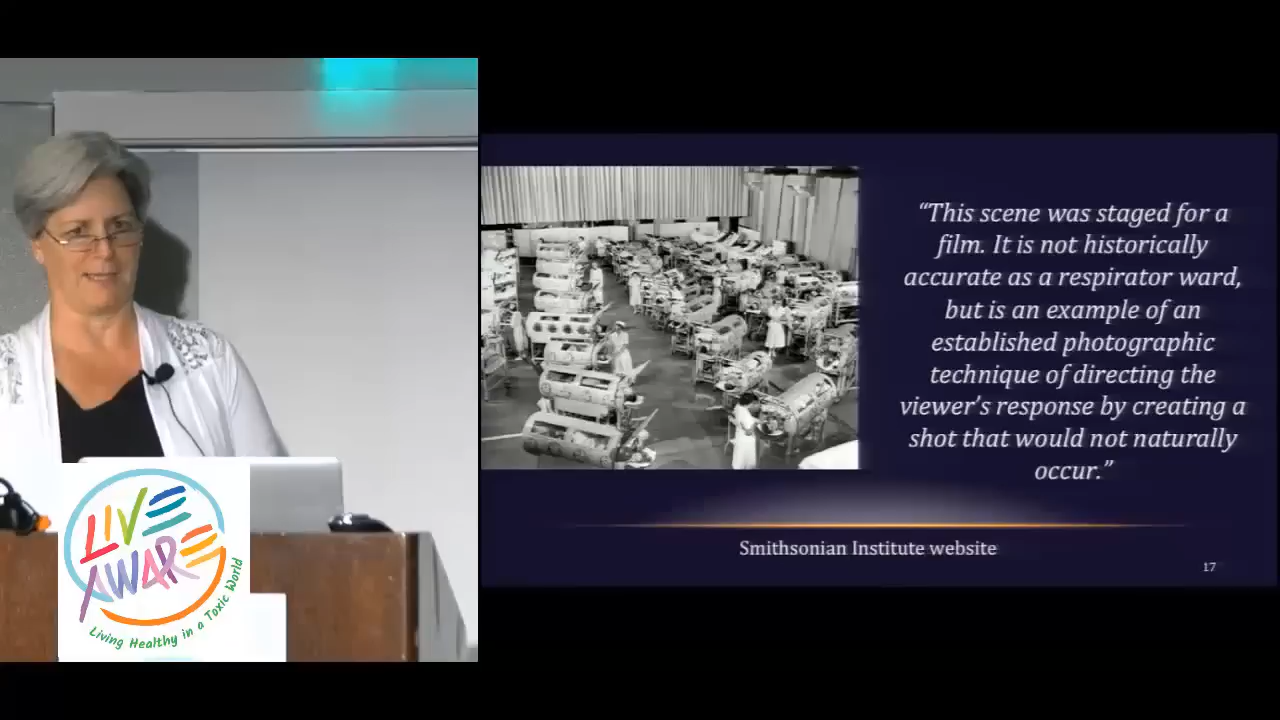 “This scene was staged for a
film. It is not historically
accurate as a respirator ward,
but is an example of an
established photographic
technique of directing the
viewer’s response by creating a
shot that would not naturally
occur.”
Smithsonian Institute website
17
LIVE
AWARE
Living Healthy in a Toxic World